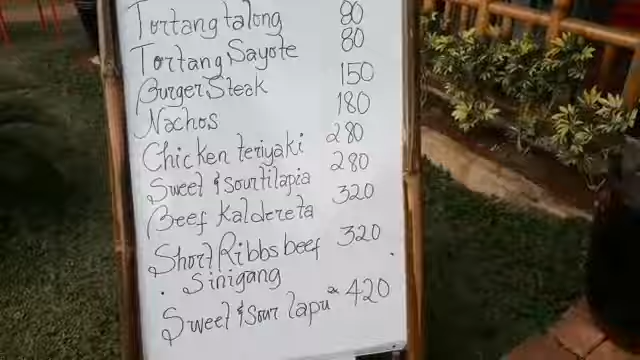 Tortang talong 80
Tortang Sayote 80
Burger Steak 150
Nachos 180
Chicken teriyaki 280
Sweet & Sour tilapia 280
Beef Kaldereta 320
Short Ribbs beef 320
Sinigang
Sweet & Sour lapu² 420